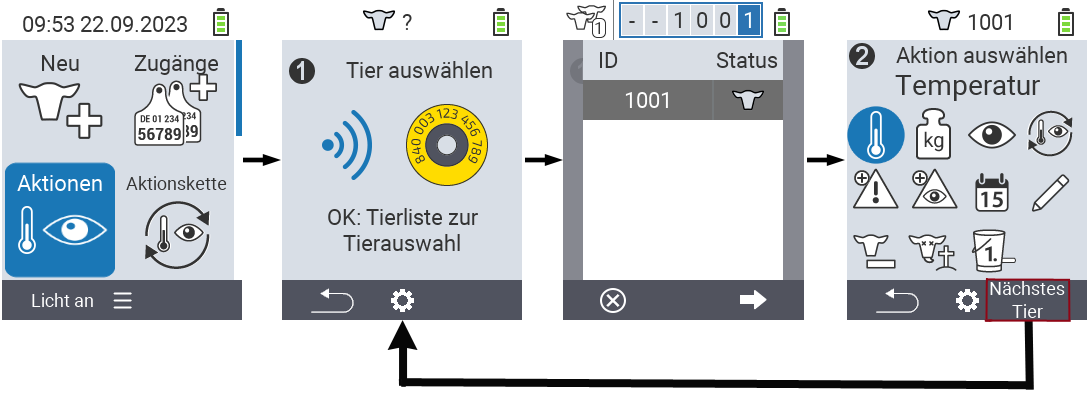 09:53 22.09.2023
Neu
Zugänge
DE 01 234
56789
234
39
Aktionen
Aktionskette
Licht an
?
1 Tier auswählen
840 003 123 456 789
OK: Tierliste zur
Tierauswahl
1
- - 1 0 0 1
ID Status
1001
1001
2 Aktion auswählen
Temperatur
kg
15
1.
Nächstes
Tier